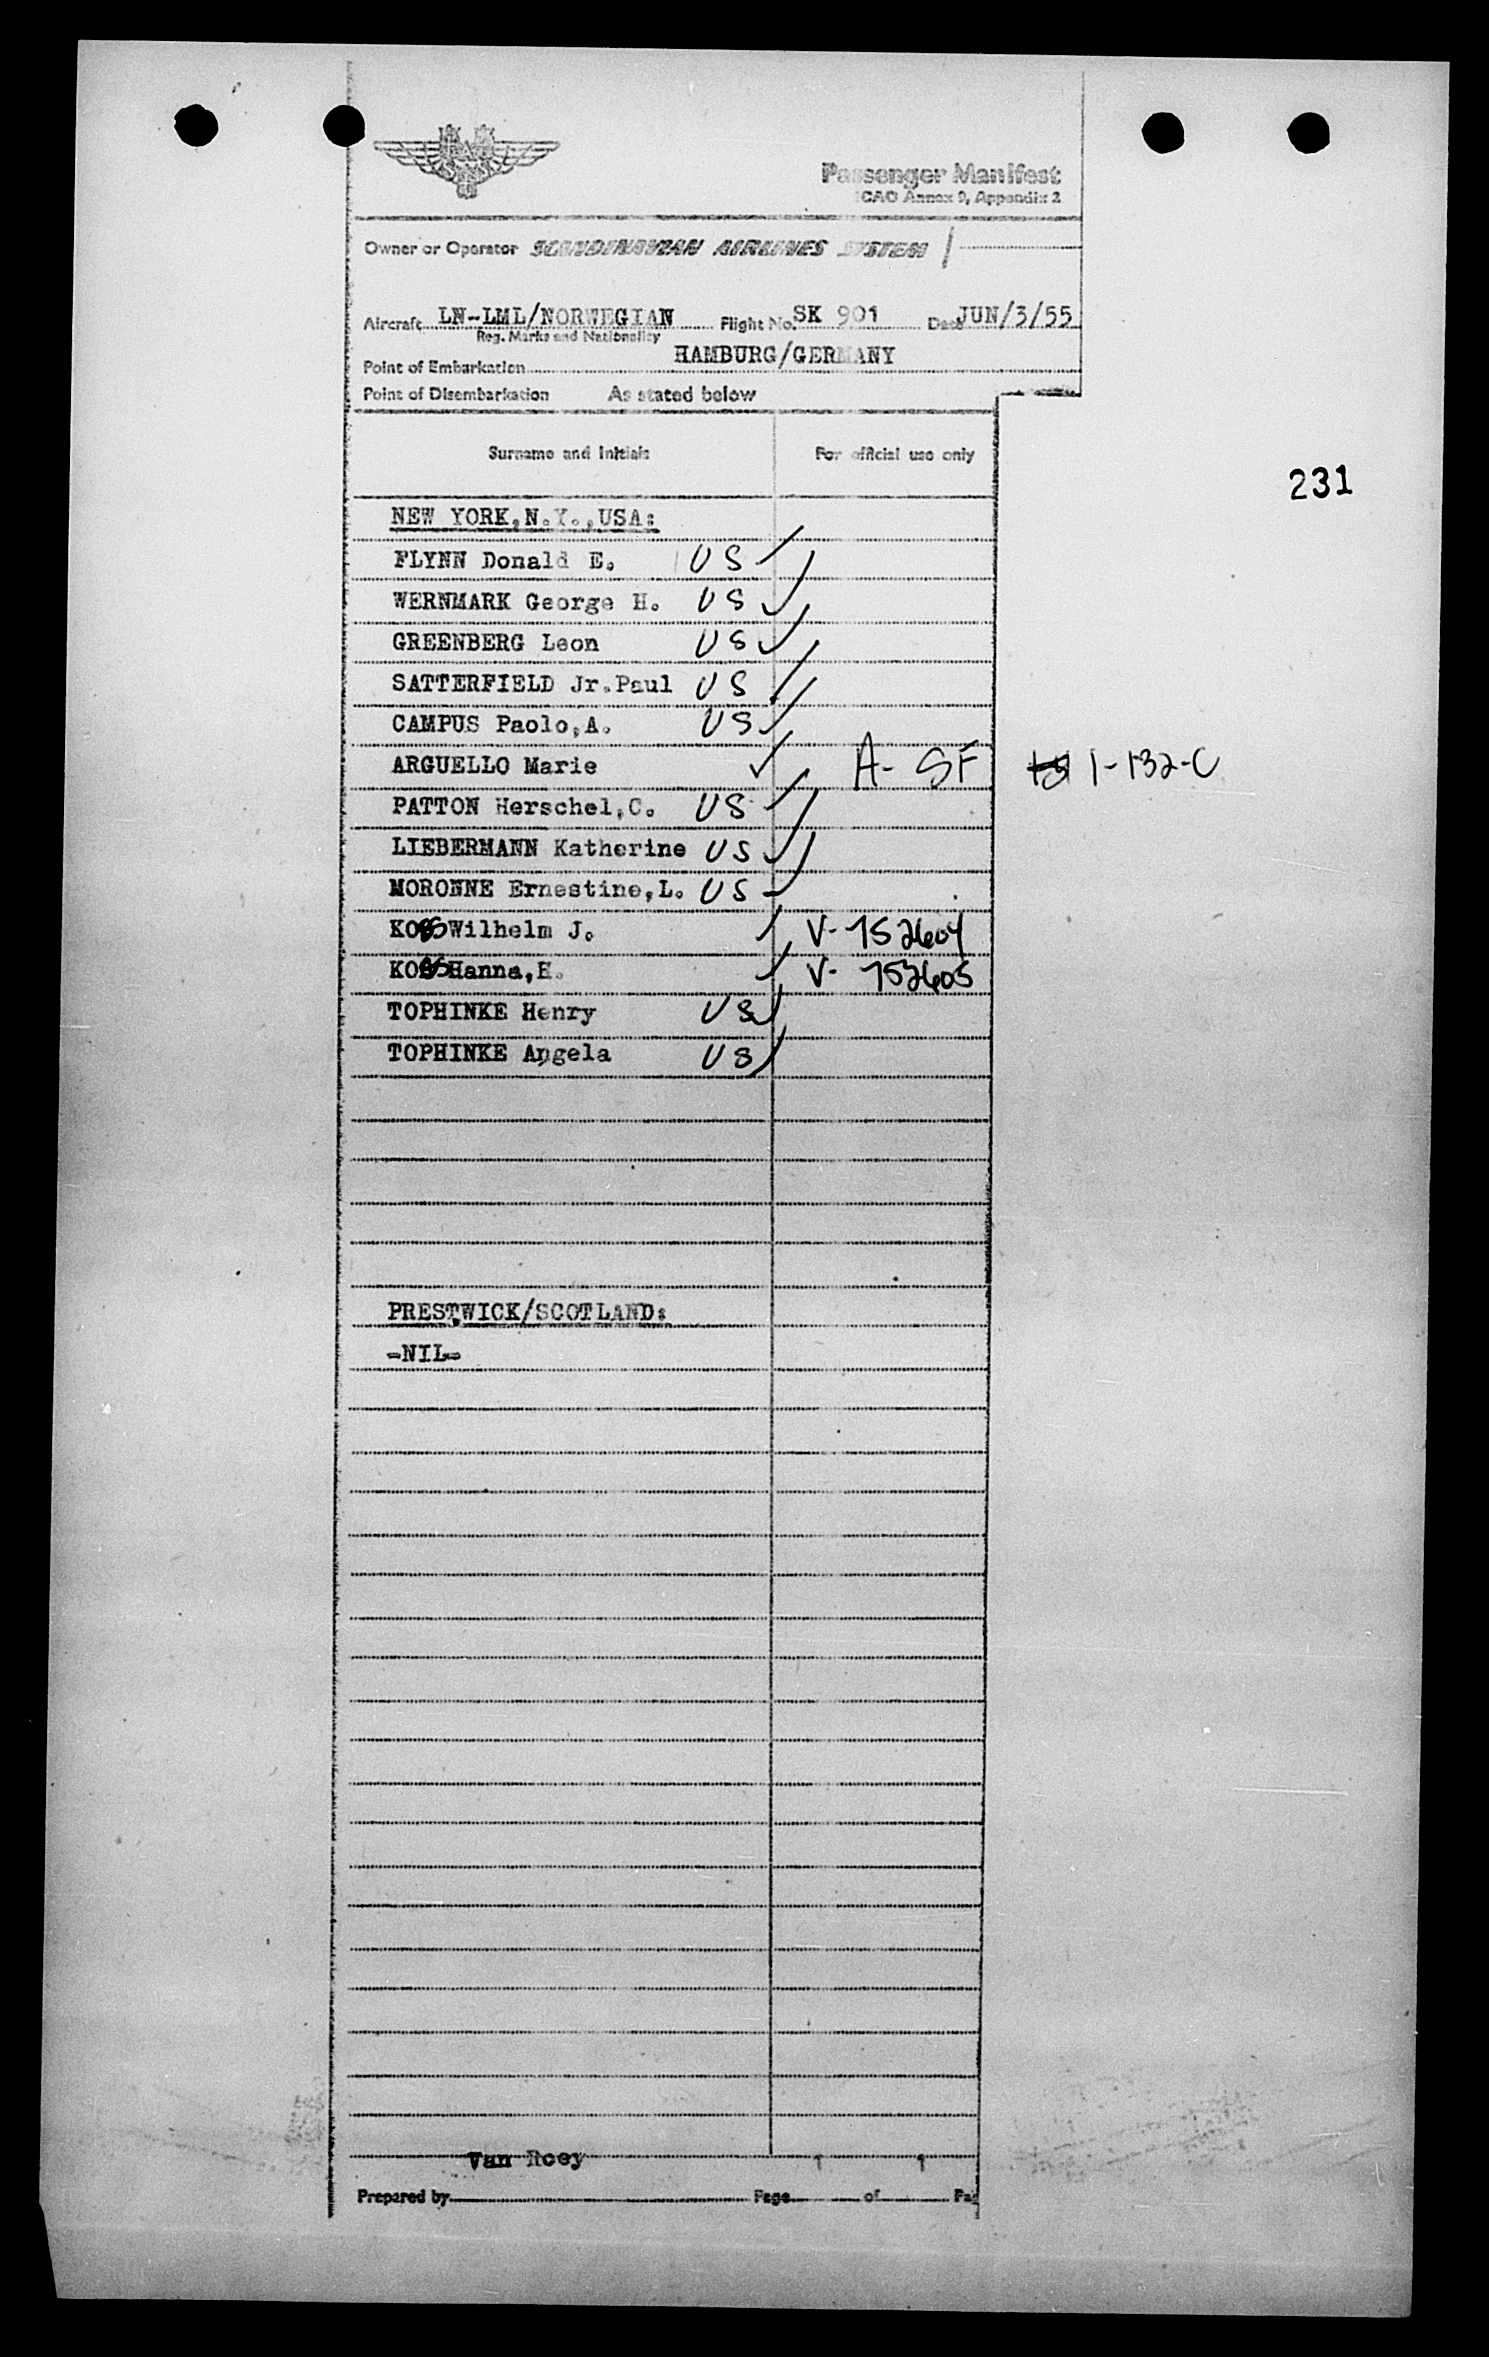 Passenger Manifest
ICAO Annex 9, Appendix 2
Owner or Operator SCANDINAVIAN AIRLINES SYSTEM
Aircraft LN-LML/NORWEGIAN Flight No. SK 901 Date JUN/3/55
Reg. Marks and Nationality
Point of Embarkation HAMBURG/GERMANY
Point of Disembarkation As stated below
Surname and Initials For official use only
231
NEW YORK,N.Y.,USA:
FLYNN Donald E. US ✓
WERNMARK George H. US ✓
GREENBERG Leon US ✓
SATTERFIELD Jr.Paul US ✓
CAMPUS Paolo,A. US ✓
ARGUELLO Marie ✓ A- SF 1-132-C
PATTON Herschel,C. US ✓
LIEBERMANN Katherine US ✓
MORONNE Ernestine,L. US ✓
Wilhelm J. ✓ V- 752604
Hanna,H. ✓ V- 752605
TOPHINKE Henry US ✓
TOPHINKE Angela US ✓
PRESTWICK/SCOTLAND:
-NIL-
Van Roey 1 1
Prepared by Page of